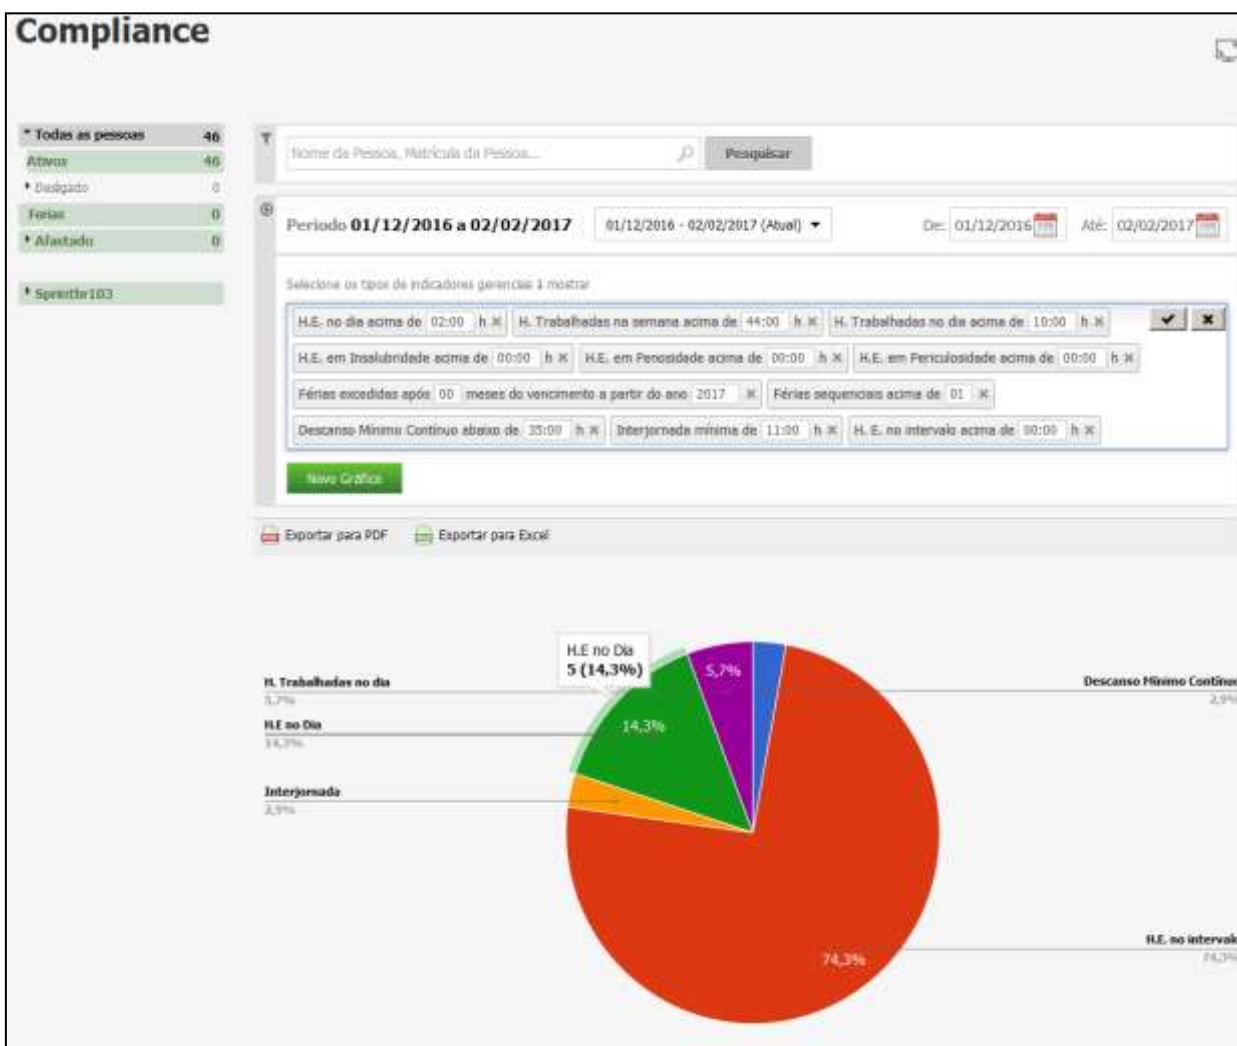 Compliance
Todas as pessoas 46
Ativos 46
Desligado 0
Ferias 0
Afastado 0
Nome da Pessoa, Matrícula da Pessoa...
Pesquisar
Período 01/12/2016 a 02/02/2017
01/12/2016 - 02/02/2017 (Atual)
De: 01/12/2016
Até: 02/02/2017
Selecione os tipos de indicadores gerenciais à mostrar
H.E. no dia acima de 02:00 h
H. Trabalhadas na semana acima de 44:00 h
H. Trabalhadas no dia acima de 10:00 h
H.E. em Insalubridade acima de 00:00 h
H.E. em Penosidade acima de 00:00 h
H.E. em Periculosidade acima de 00:00 h
Férias excedidas após 00 meses do vencimento a partir do ano 2017
Férias sequenciais acima de 01
Descanso Mínimo Contínuo abaixo de 35:00 h
Interjornada mínima de 11:00 h
H. E. no intervalo acima de 00:00 h
Novo Gráfico
Exportar para PDF
Exportar para Excel
H.E no Dia
5 (14,3%)
5,7%
14,3%
74,3%
H. Trabalhadas no dia
5,7%
H.E no Dia
14,3%
Interjornada
2,9%
Descanso Mínimo Contínuo
2,9%
H.E. no interval
74,3%